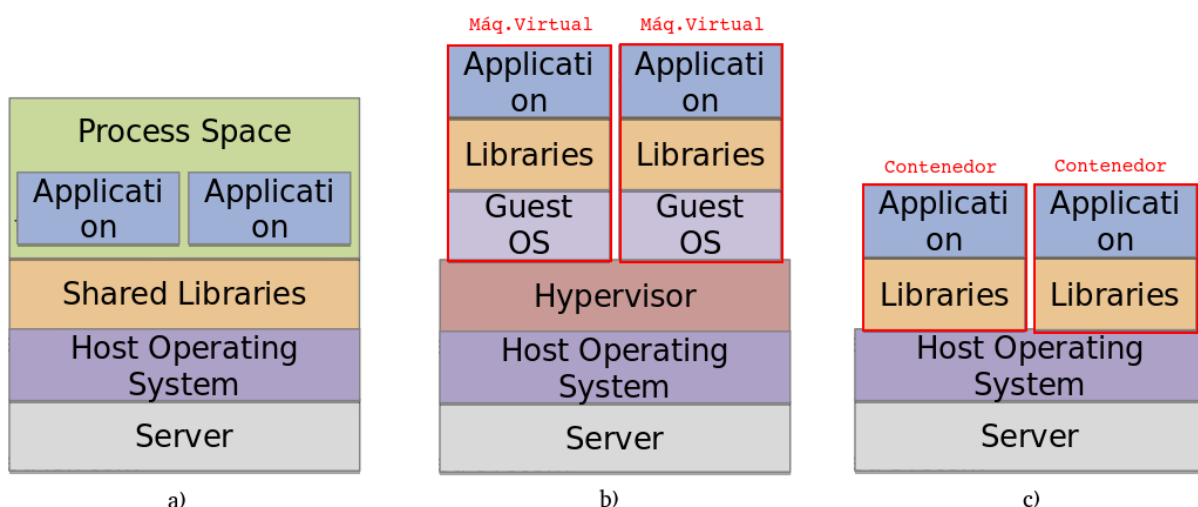 Process Space
Applicati
on
Applicati
on
Shared Libraries
Host Operating
System
Server
a)
Máq.Virtual
Máq.Virtual
Applicati
on
Applicati
on
Libraries
Libraries
Guest
OS
Guest
OS
Hypervisor
Host Operating
System
Server
b)
Contenedor
Contenedor
Applicati
on
Applicati
on
Libraries
Libraries
Host Operating
System
Server
c)